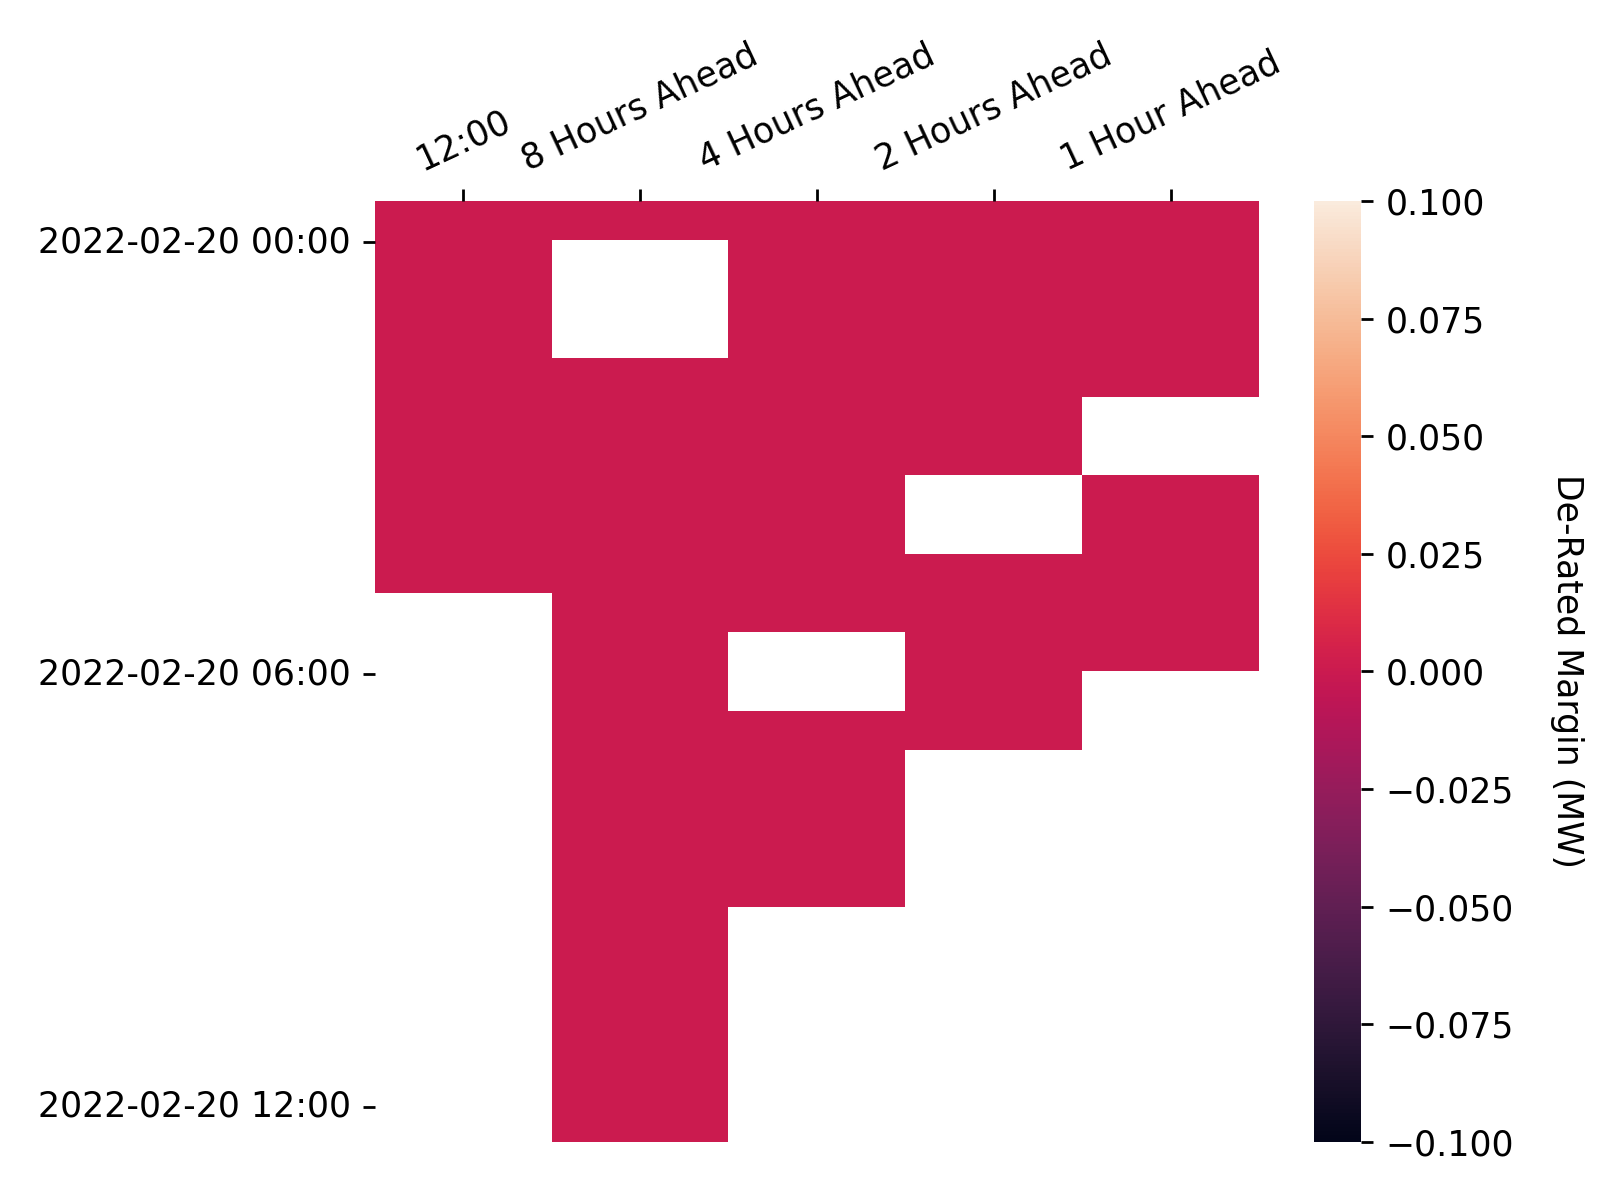 12:00
8 Hours Ahead
4 Hours Ahead
2 Hours Ahead
1 Hour Ahead
2022-02-20 00:00
2022-02-20 06:00
2022-02-20 12:00
0.100
0.075
0.050
0.025
0.000
−0.025
−0.050
−0.075
−0.100
De-Rated Margin (MW)